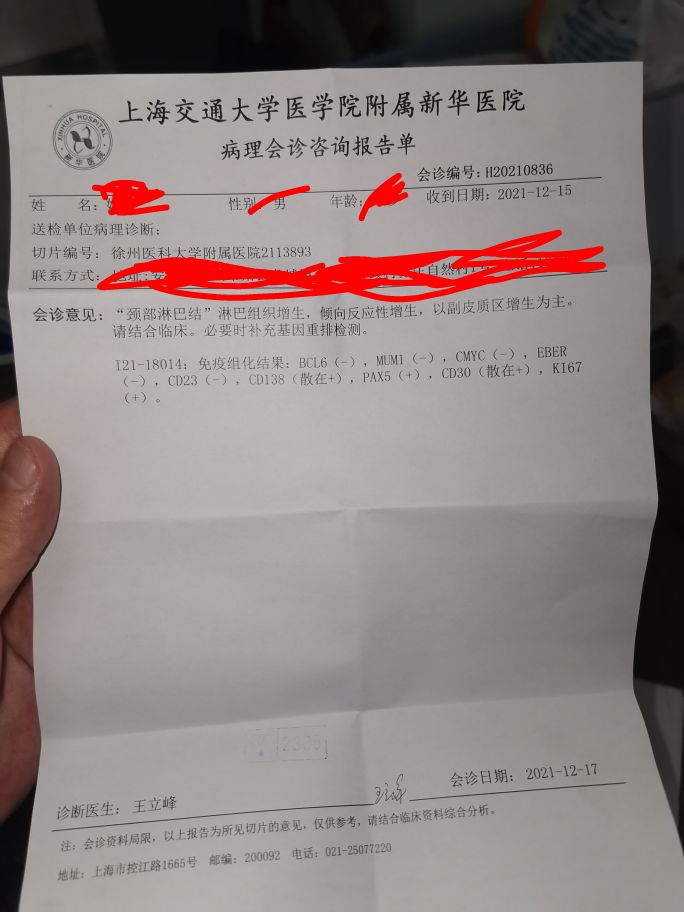 上海交通大学医学院附属新华医院
XINHUA HOSPITAL
新华医院
病理会诊咨询报告单
会诊编号: H20210836
姓 名: 性别 男 年龄: 收到日期: 2021-12-15
送检单位病理诊断:
切片编号: 徐州医科大学附属医院2113893
联系方式: 地址: 自然村
会诊意见: “颈部淋巴结”淋巴组织增生, 倾向反应性增生, 以副皮质区增生为主。
请结合临床。必要时补充基因重排检测。
I21-18014: 免疫组化结果: BCL6 (-) , MUM1 (-) , CMYC (-) , EBER
(-) , CD23 (-) , CD138 (散在+) , PAX5 (+) , CD30 (散在+) , KI67
(+) 。
诊断医生: 王立峰 会诊日期: 2021-12-17
注: 会诊资料局限, 以上报告为所见切片的意见, 仅供参考, 请结合临床资料综合分析。
地址: 上海市控江路1665号 邮编: 200092 电话: 021-25077220